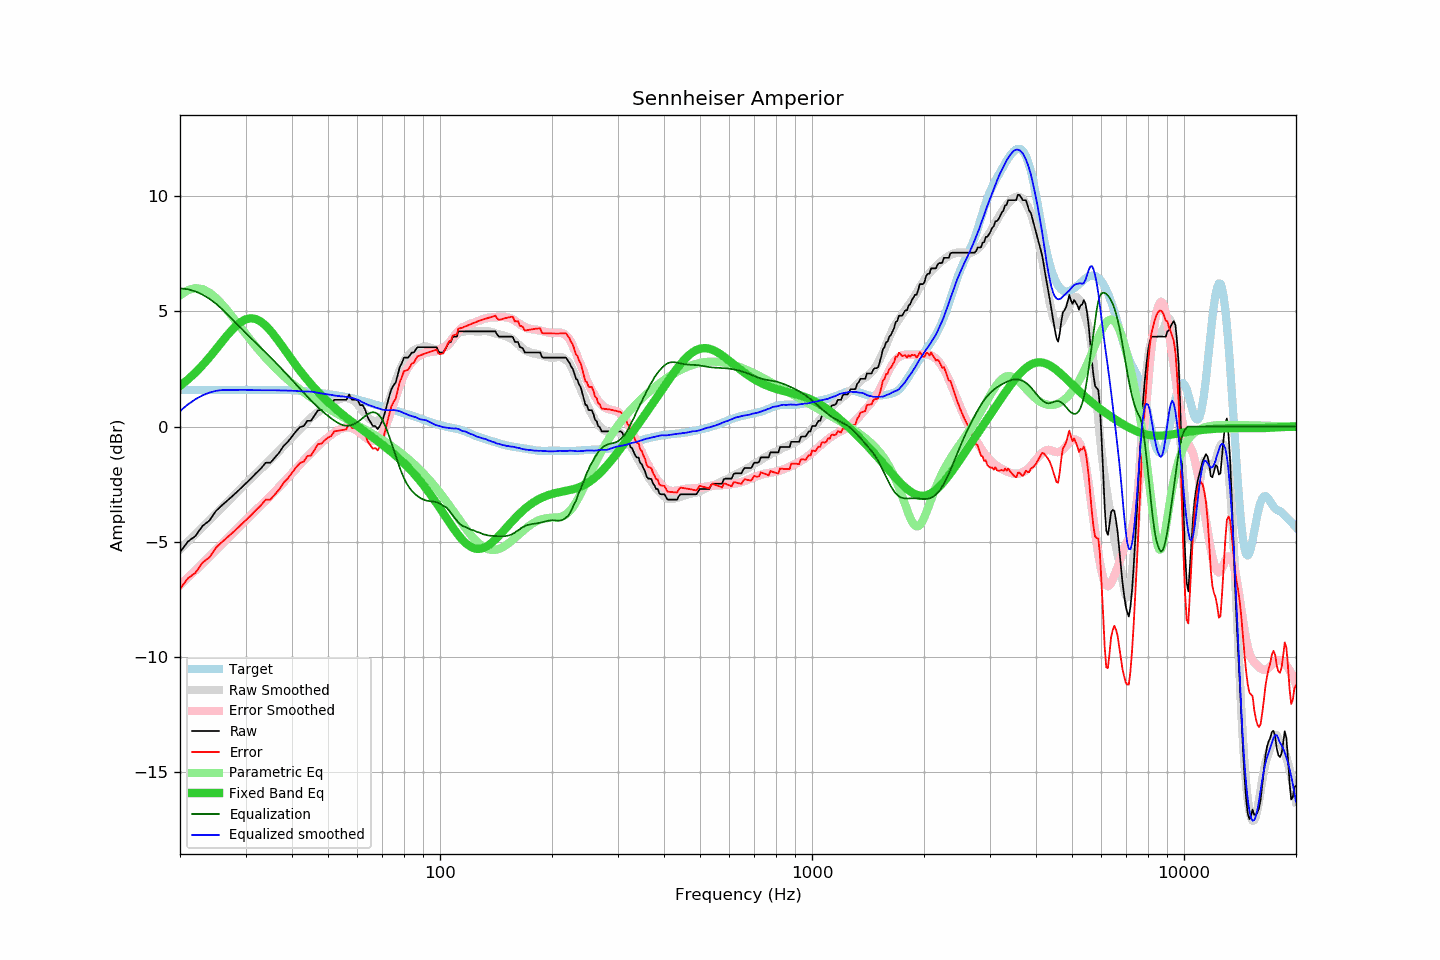 Sennheiser Amperior
10
5
0
−5
−10
−15
Amplitude (dBr)
Target
Raw Smoothed
Error Smoothed
Raw
Error
Parametric Eq
Fixed Band Eq
Equalization
Equalized smoothed
100
1000
10000
Frequency (Hz)